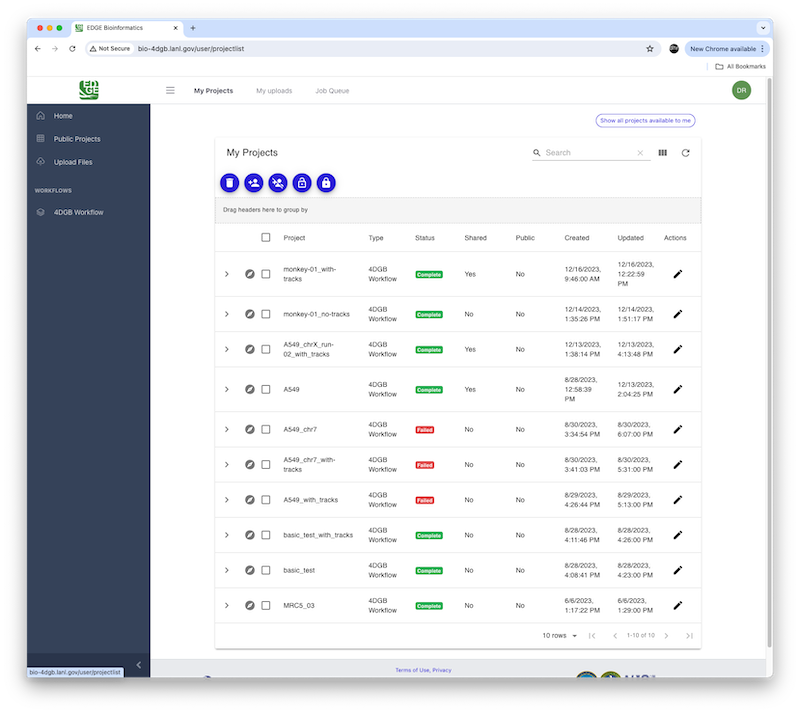 EDGE Bioinformatics
Not Secure bio-4dgb.lanl.gov/user/projectlist New Chrome available
All Bookmarks
EDGE
My Projects My uploads Job Queue DR
Home
Public Projects
Upload Files
WORKFLOWS
4DGB Workflow
Show all projects available to me
My Projects Search
Drag headers here to group by
Project Type Status Shared Public Created Updated Actions
monkey-01_with-tracks 4DGB Workflow Complete Yes No 12/16/2023, 9:46:00 AM 12/16/2023, 12:22:59 PM
monkey-01_no-tracks 4DGB Workflow Complete No No 12/14/2023, 1:35:26 PM 12/14/2023, 1:51:17 PM
A549_chrX_run-02_with_tracks 4DGB Workflow Complete Yes No 12/13/2023, 1:38:14 PM 12/13/2023, 4:13:48 PM
A549 4DGB Workflow Complete Yes No 8/28/2023, 12:58:39 PM 12/13/2023, 2:04:25 PM
A549_chr7 4DGB Workflow Failed No No 8/30/2023, 3:34:54 PM 8/30/2023, 6:07:00 PM
A549_chr7_with-tracks 4DGB Workflow Failed No No 8/30/2023, 3:41:03 PM 8/30/2023, 5:31:00 PM
A549_with_tracks 4DGB Workflow Failed No No 8/29/2023, 4:26:44 PM 8/29/2023, 5:13:00 PM
basic_test_with_tracks 4DGB Workflow Complete No No 8/28/2023, 4:11:46 PM 8/28/2023, 4:26:00 PM
basic_test 4DGB Workflow Complete No No 8/28/2023, 4:08:41 PM 8/28/2023, 4:23:00 PM
MRC5_03 4DGB Workflow Complete No No 6/6/2023, 1:17:22 PM 6/6/2023, 1:29:00 PM
10 rows 1-10 of 10
Terms of Use, Privacy
bio-4dgb.lanl.gov/user/projectlist